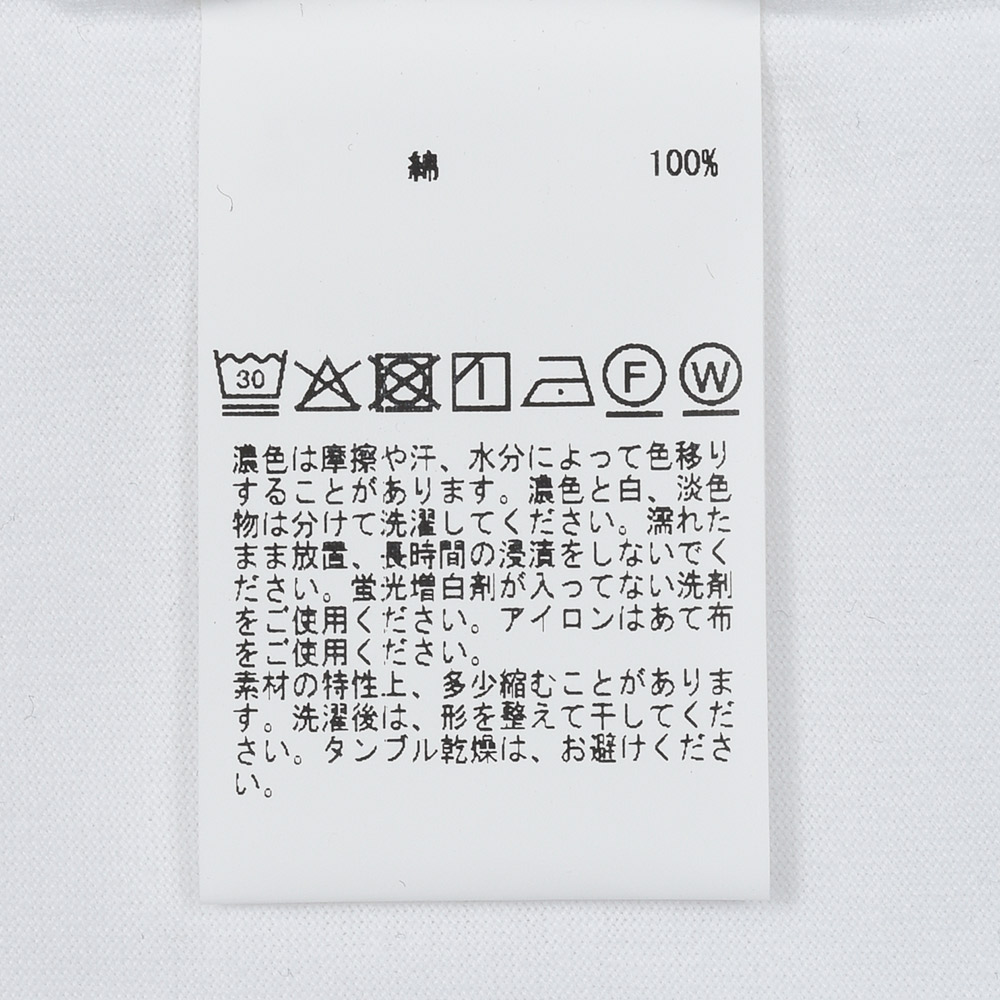 綿 100%
30 F W
濃色は摩擦や汗、水分によって色移り
することがあります。濃色と白、淡色
物は分けて洗濯してください。濡れた
まま放置、長時間の浸漬をしないでく
ださい。蛍光増白剤が入ってない洗剤
をご使用ください。アイロンはあて布
をご使用ください。
素材の特性上、多少縮むことがありま
す。洗濯後は、形を整えて干してくだ
さい。タンブル乾燥は、お避けくださ
い。